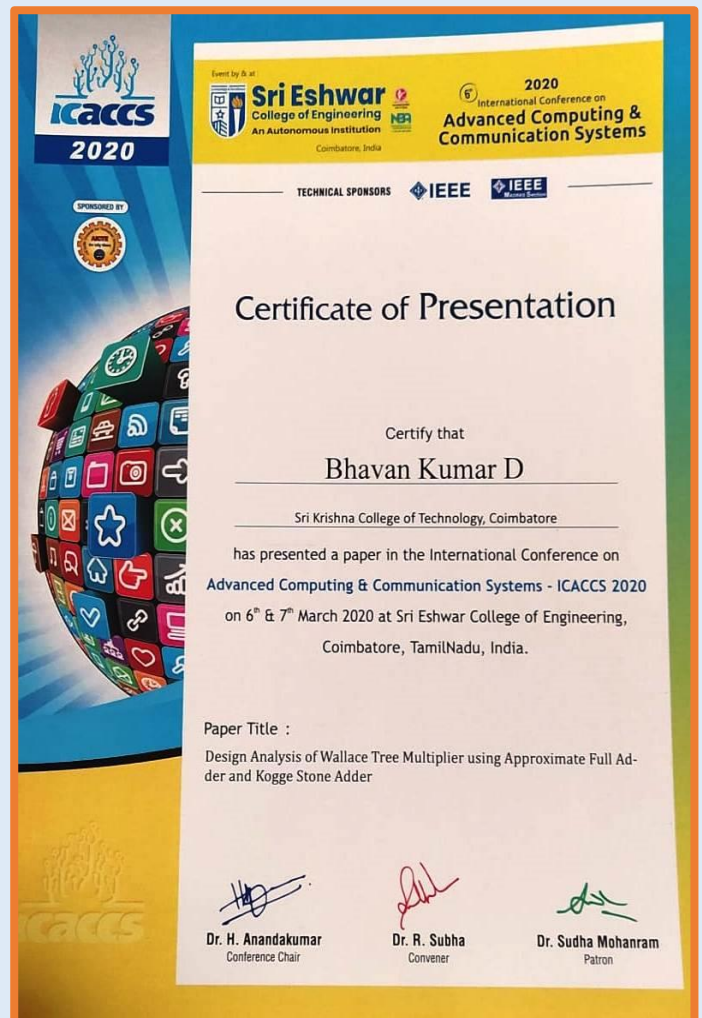 icaccs
2020
SPONSORED BY
AICTE
Event by & at :
Sri Eshwar
College of Engineering
An Autonomous Institution
Coimbatore, India
NBA
6th
2020
International Conference on
Advanced Computing &
Communication Systems
TECHNICAL SPONSORS
IEEE
IEEE
Madras Section
Certificate of Presentation
Certify that
Bhavan Kumar D
Sri Krishna College of Technology, Coimbatore
has presented a paper in the International Conference on
Advanced Computing & Communication Systems - ICACCS 2020
on 6th & 7th March 2020 at Sri Eshwar College of Engineering,
Coimbatore, TamilNadu, India.
Paper Title :
Design Analysis of Wallace Tree Multiplier using Approximate Full Ad-
der and Kogge Stone Adder
Dr. H. Anandakumar
Conference Chair
Dr. R. Subha
Convener
Dr. Sudha Mohanram
Patron
icaccs